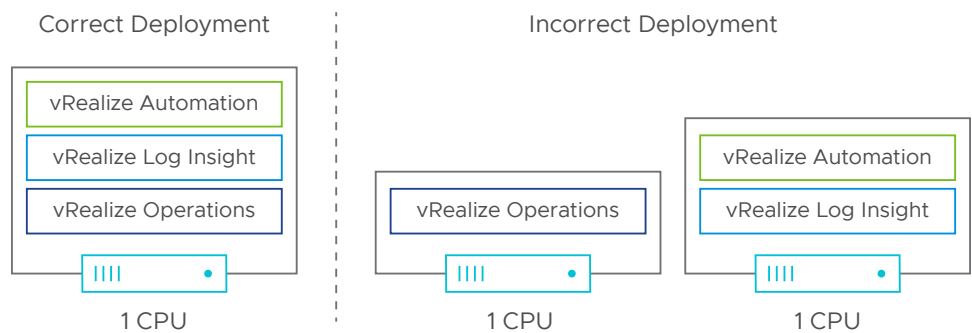 Correct Deployment
vRealize Automation
vRealize Log Insight
vRealize Operations
1 CPU
Incorrect Deployment
vRealize Operations
1 CPU
vRealize Automation
vRealize Log Insight
1 CPU